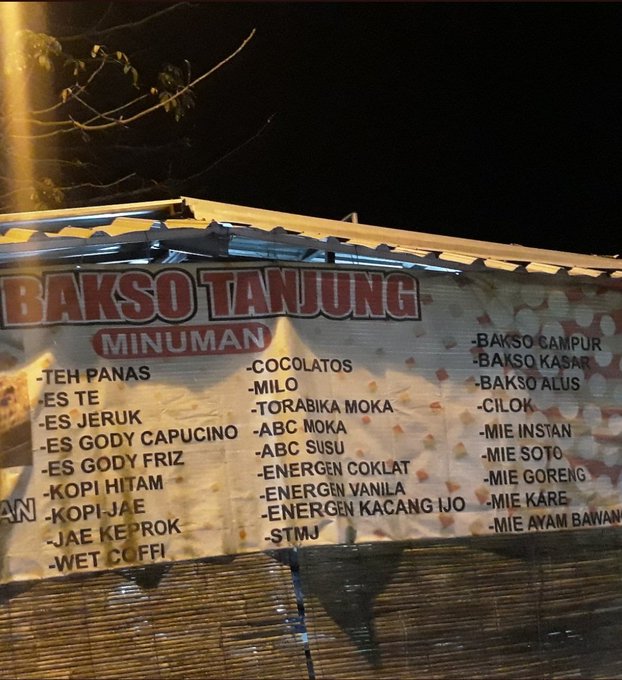 BAKSO TANJUNG
MINUMAN
-TEH PANAS
-ES TE
-ES JERUK
-ES GODY CAPUCINO
-ES GODY FRIZ
-KOPI HITAM
-KOPI-JAE
-JAE KEPROK
-WET COFFI
-COCOLATOS
-MILO
-TORABIKA MOKA
-ABC MOKA
-ABC SUSU
-ENERGEN COKLAT
-ENERGEN VANILA
-ENERGEN KACANG IJO
-STMJ
-BAKSO CAMPUR
-BAKSO KASAR
-BAKSO ALUS
-CILOK
-MIE INSTAN
-MIE SOTO
-MIE GORENG
-MIE KARE
-MIE AYAM BAWANG